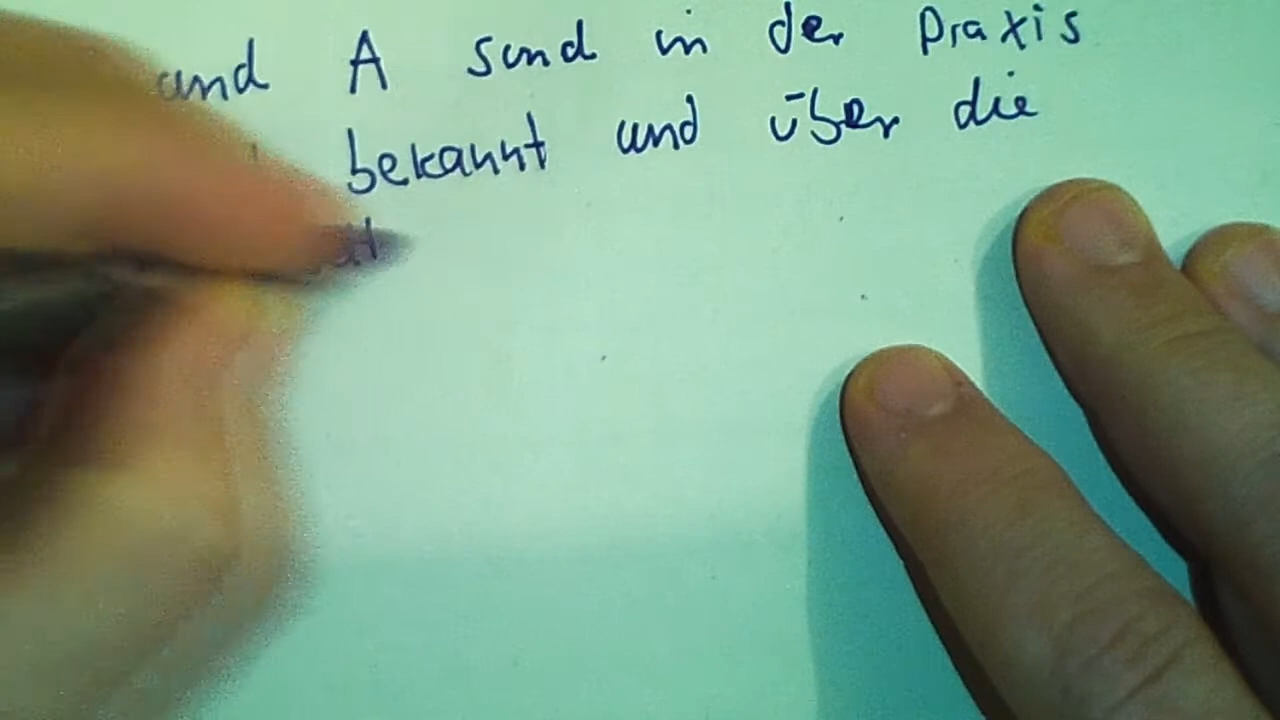 und A sind in der Praxis
bekannt und über die